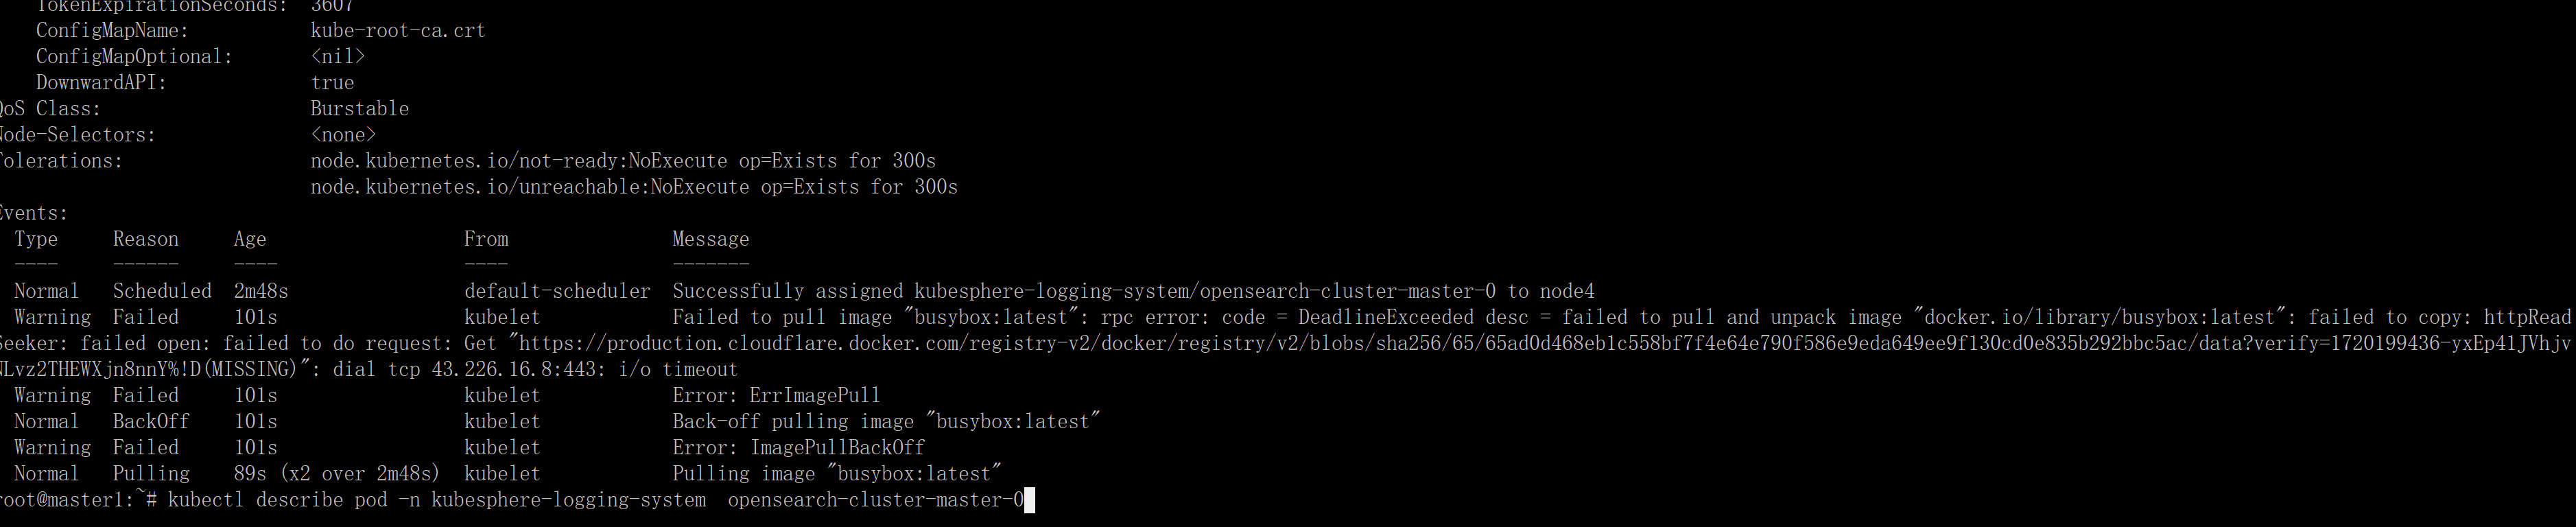 TokenExpirationSeconds:  3607
ConfigMapName:           kube-root-ca.crt
ConfigMapOptional:       <nil>
DownwardAPI:             true
QoS Class:                   Burstable
Node-Selectors:              <none>
Tolerations:                 node.kubernetes.io/not-ready:NoExecute op=Exists for 300s
node.kubernetes.io/unreachable:NoExecute op=Exists for 300s
Events:
Type     Reason     Age                  From               Message
----     ------     ----                 ----               -------
Normal   Scheduled  2m48s                default-scheduler  Successfully assigned kubesphere-logging-system/opensearch-cluster-master-0 to node4
Warning  Failed     101s                 kubelet            Failed to pull image "busybox:latest": rpc error: code = DeadlineExceeded desc = failed to pull and unpack image "docker.io/library/busybox:latest": failed to copy: httpRead
Seeker: failed open: failed to do request: Get "https://production.cloudflare.docker.com/registry-v2/docker/registry/v2/blobs/sha256/65/65ad0d468eb1c558bf7f4e64e790f586e9eda649ee9f130cd0e835b292bbc5ac/data?verify=1720199436-yxEp41JVhjv
NLvz2THEWXjn8nnY%!D(MISSING)": dial tcp 43.226.16.8:443: i/o timeout
Warning  Failed     101s                 kubelet            Error: ErrImagePull
Normal   BackOff    101s                 kubelet            Back-off pulling image "busybox:latest"
Warning  Failed     101s                 kubelet            Error: ImagePullBackOff
Normal   Pulling    89s (x2 over 2m48s)  kubelet            Pulling image "busybox:latest"
root@master1:~# kubectl describe pod -n kubesphere-logging-system  opensearch-cluster-master-0